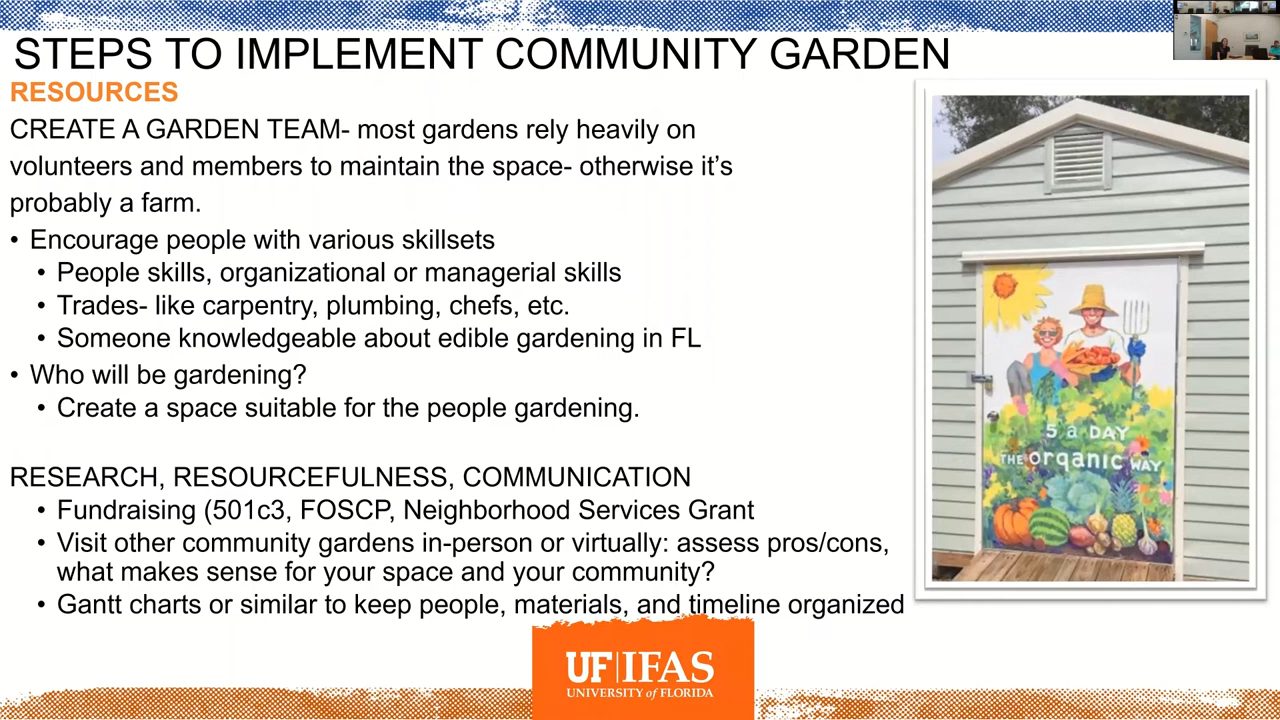 STEPS TO IMPLEMENT COMMUNITY GARDEN
RESOURCES
CREATE A GARDEN TEAM- most gardens rely heavily on
volunteers and members to maintain the space- otherwise it’s
probably a farm.
• Encourage people with various skillsets
• People skills, organizational or managerial skills
• Trades- like carpentry, plumbing, chefs, etc.
• Someone knowledgeable about edible gardening in FL
• Who will be gardening?
• Create a space suitable for the people gardening.
RESEARCH, RESOURCEFULNESS, COMMUNICATION
• Fundraising (501c3, FOSCP, Neighborhood Services Grant
• Visit other community gardens in-person or virtually: assess pros/cons,
what makes sense for your space and your community?
• Gantt charts or similar to keep people, materials, and timeline organized
5 a DAY
THE organic WAY
UF|IFAS
UNIVERSITY of FLORIDA